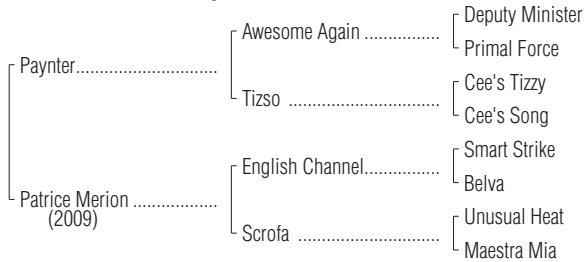 Deputy Minister
Awesome Again ................
Primal Force
Paynter..............................
Cee's Tizzy
Tizso ................................
Cee's Song
Smart Strike
English Channel................
Belva
Patrice Merion ..................
(2009)
Unusual Heat
Scrofa ..............................
Maestra Mia